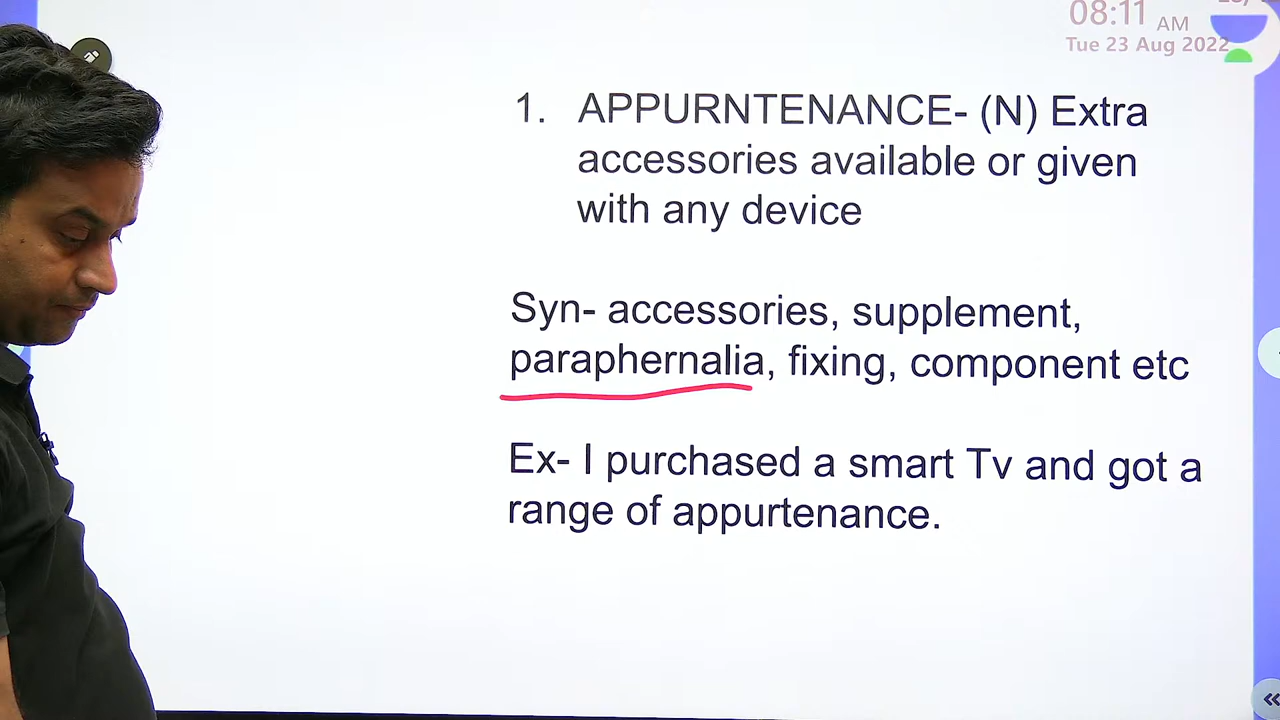 08:11 AM
Tue 23 Aug 2022
1. APPURNTENANCE- (N) Extra
accessories available or given
with any device
Syn- accessories, supplement,
paraphernalia, fixing, component etc
Ex- I purchased a smart Tv and got a
range of appurtenance.